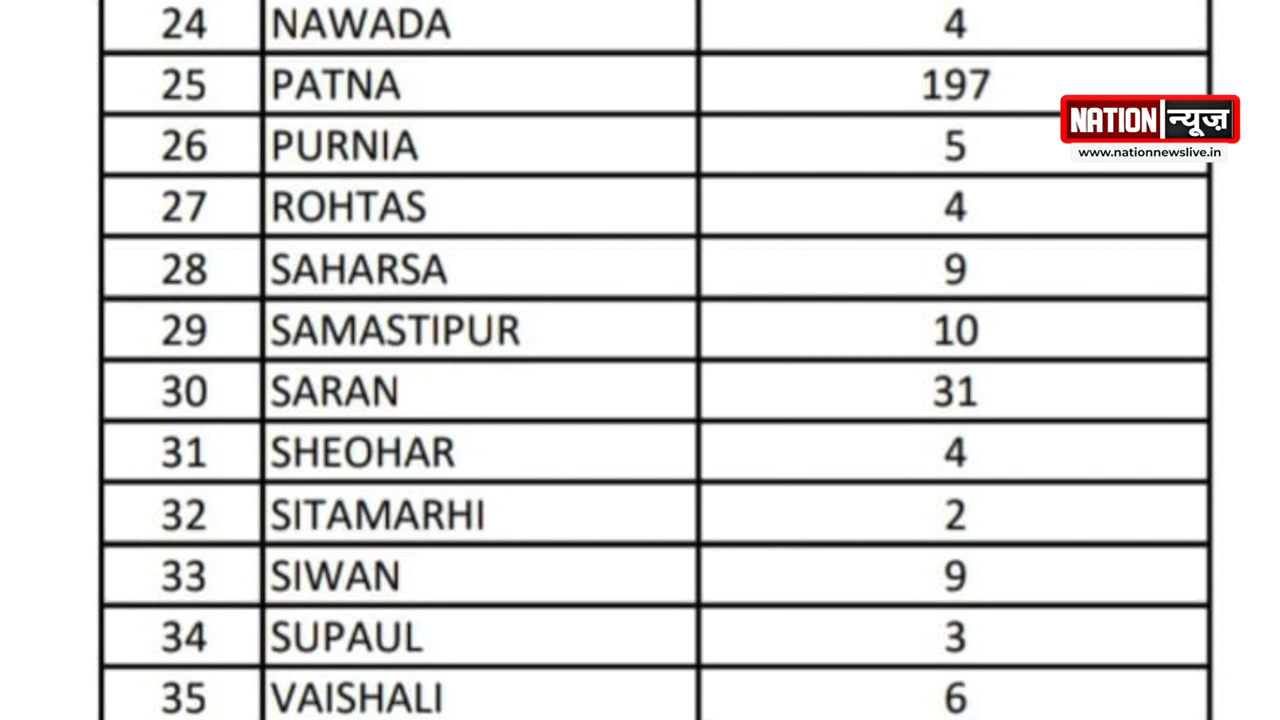 24 NAWADA 4
25 PATNA 197
NATION न्यूज़
www.nationnewslive.in
26 PURNIA 5
27 ROHTAS 4
28 SAHARSA 9
29 SAMASTIPUR 10
30 SARAN 31
31 SHEOHAR 4
32 SITAMARHI 2
33 SIWAN 9
34 SUPAUL 3
35 VAISHALI 6